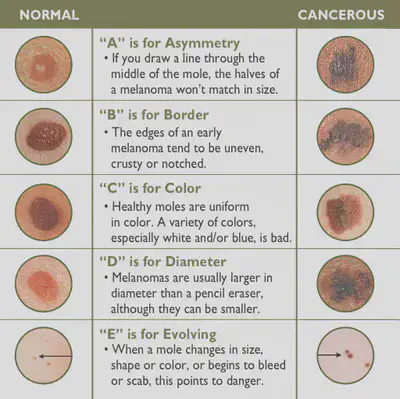 NORMAL
CANCEROUS
“A” is for Asymmetry
• If you draw a line through the
middle of the mole, the halves of
a melanoma won’t match in size.
“B” is for Border
• The edges of an early
melanoma tend to be uneven,
crusty or notched.
“C” is for Color
• Healthy moles are uniform
in color. A variety of colors,
especially white and/or blue, is bad.
“D” is for Diameter
• Melanomas are usually larger in
diameter than a pencil eraser,
although they can be smaller.
“E” is for Evolving
• When a mole changes in size,
shape or color, or begins to bleed
or scab, this points to danger.